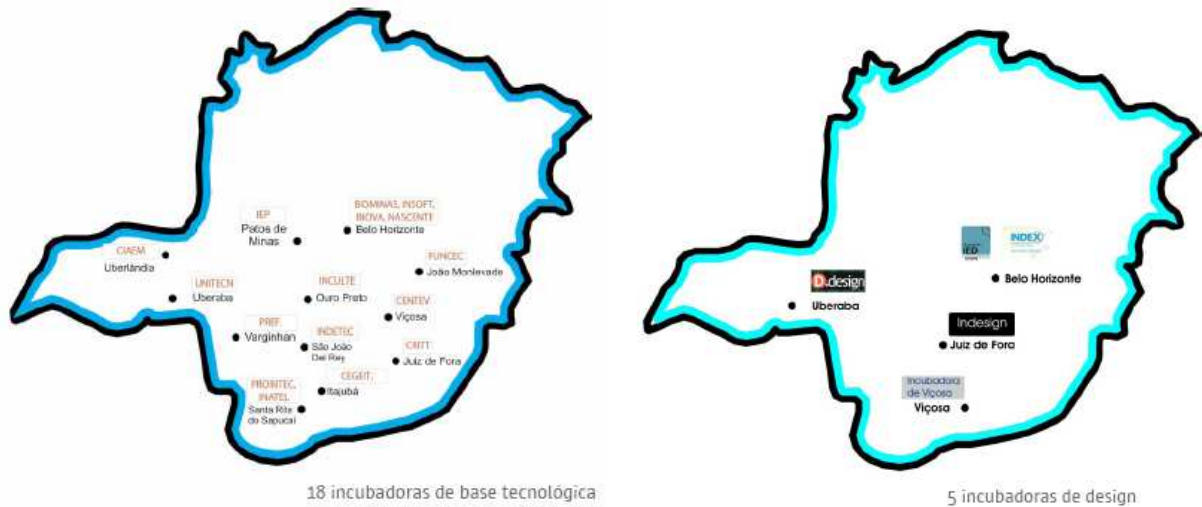 BIOMINAS, INSOFT,
INOVA, NASCENTE
Belo Horizonte
IEP
Patos de
Minas
CIAEM
Uberlândia
FUNCEC
João Monlevade
UNITECN
Uberaba
INCULTE
Ouro Preto
CENTEV
Viçosa
PREF.
Varginhan
INDETEC
São João
Del Rey
CRITT
Juiz de Fora
CEGEIT,
Itajubá
PROINTEC,
INATEL
Santa Rita
do Sapucaí
18 incubadoras de base tecnológica
IED
INDEX
Belo Horizonte
D.design
Uberaba
Indesign
Juiz de Fora
Incubadora
de Viçosa
Viçosa
5 incubadoras de design